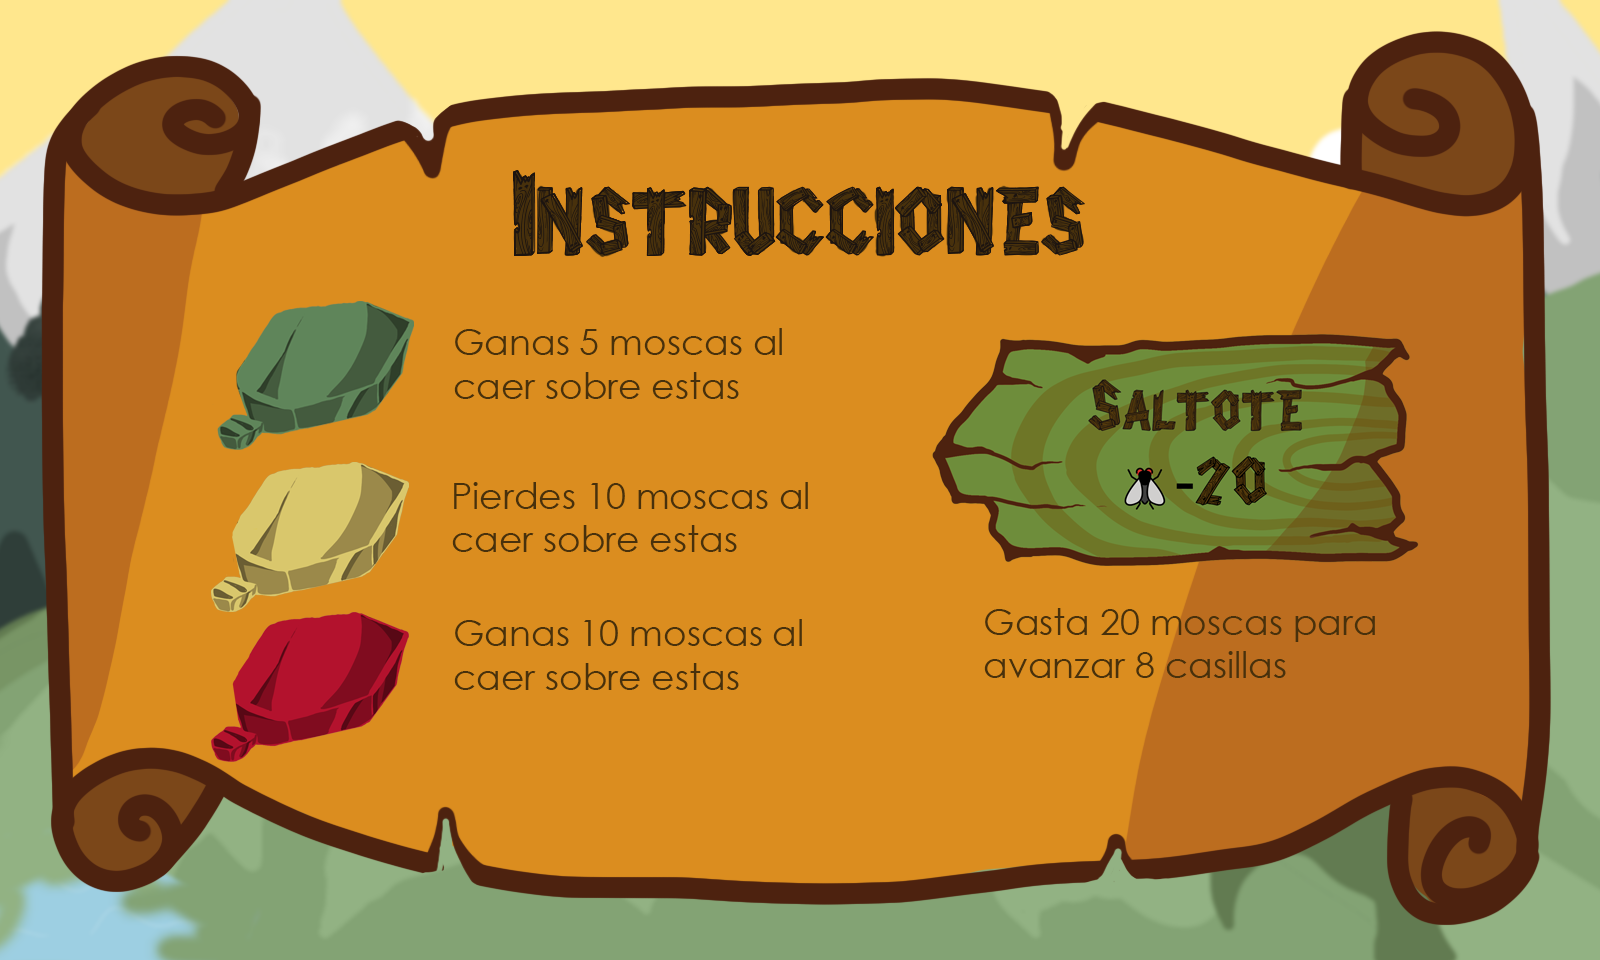 INSTRUCCIONES
Ganas 5 moscas al
caer sobre estas
Pierdes 10 moscas al
caer sobre estas
Ganas 10 moscas al
caer sobre estas
SALTOTE
-20
Gasta 20 moscas para
avanzar 8 casillas